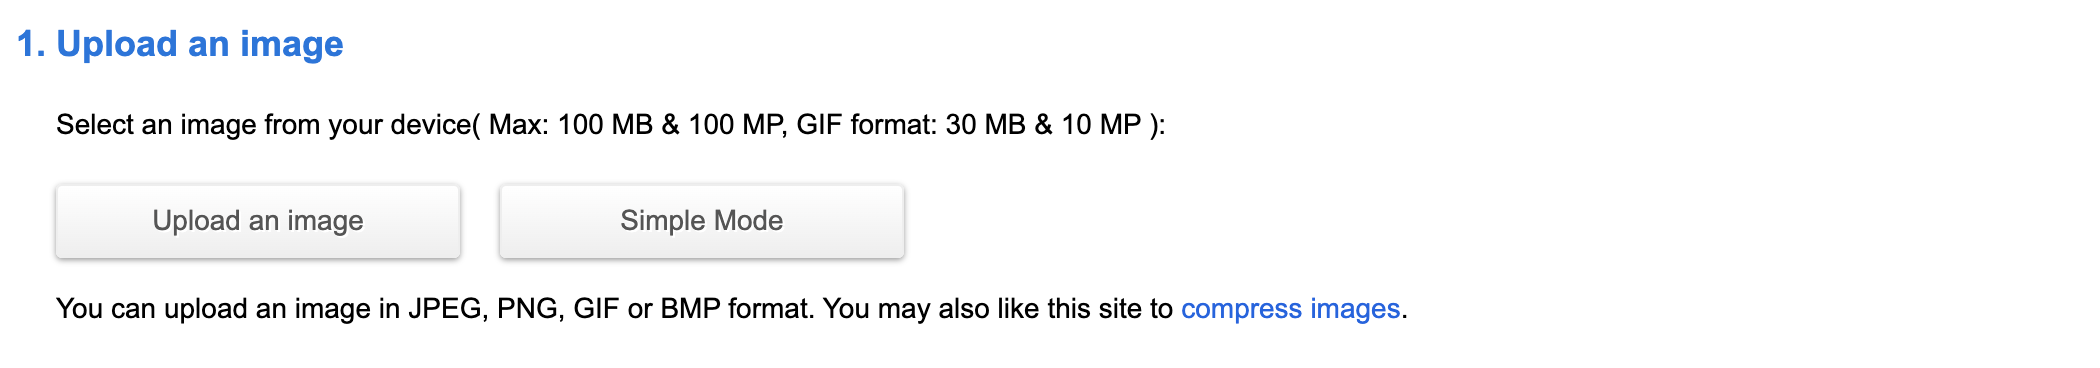 1. Upload an image
Select an image from your device( Max: 100 MB & 100 MP, GIF format: 30 MB & 10 MP ):
Upload an image
Simple Mode
You can upload an image in JPEG, PNG, GIF or BMP format. You may also like this site to compress images.